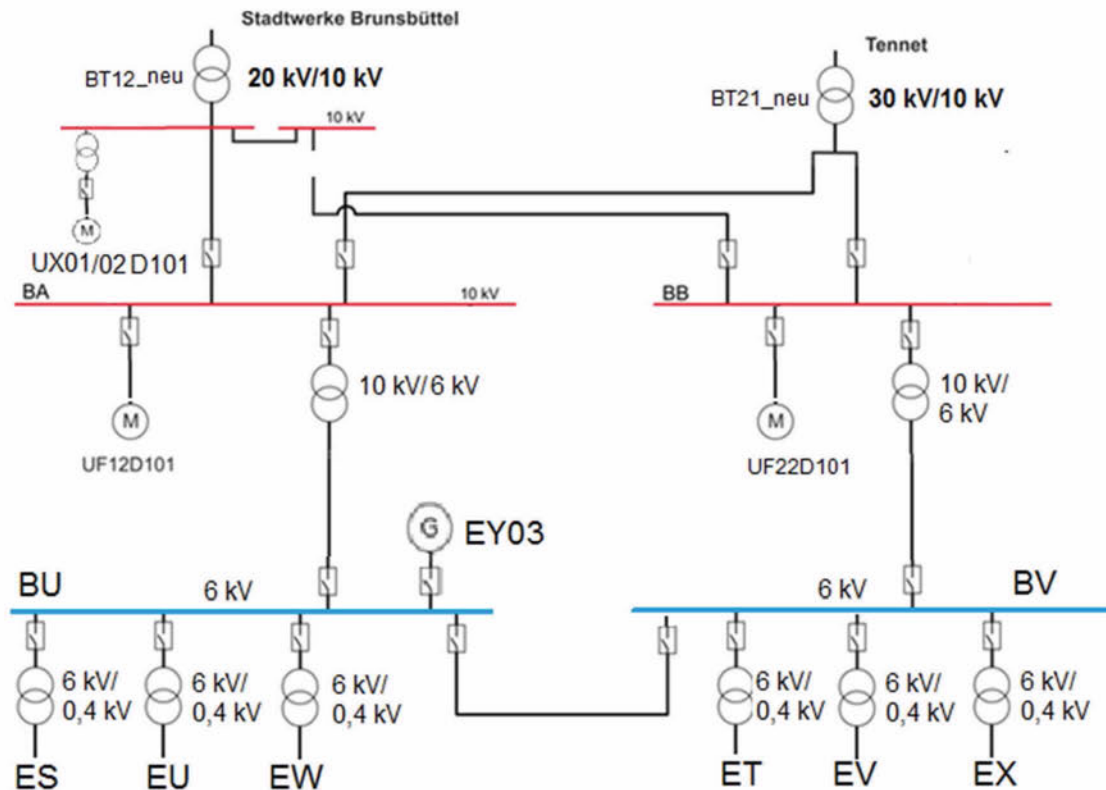 Stadtwerke Brunsbüttel
Tennet
BT12_neu
20 kV/10 kV
BT21_neu
30 kV/10 kV
10 kV
M
UX01/02 D101
BA
10 kV
BB
10 kV/6 kV
10 kV/
6 kV
M
M
UF12D101
UF22D101
G
EY03
BU
6 kV
6 kV
BV
6 kV/
0,4 kV
6 kV/
0,4 kV
6 kV/
0,4 kV
6 kV/
0,4 kV
6 kV/
0,4 kV
6 kV/
0,4 kV
ES
EU
EW
ET
EV
EX